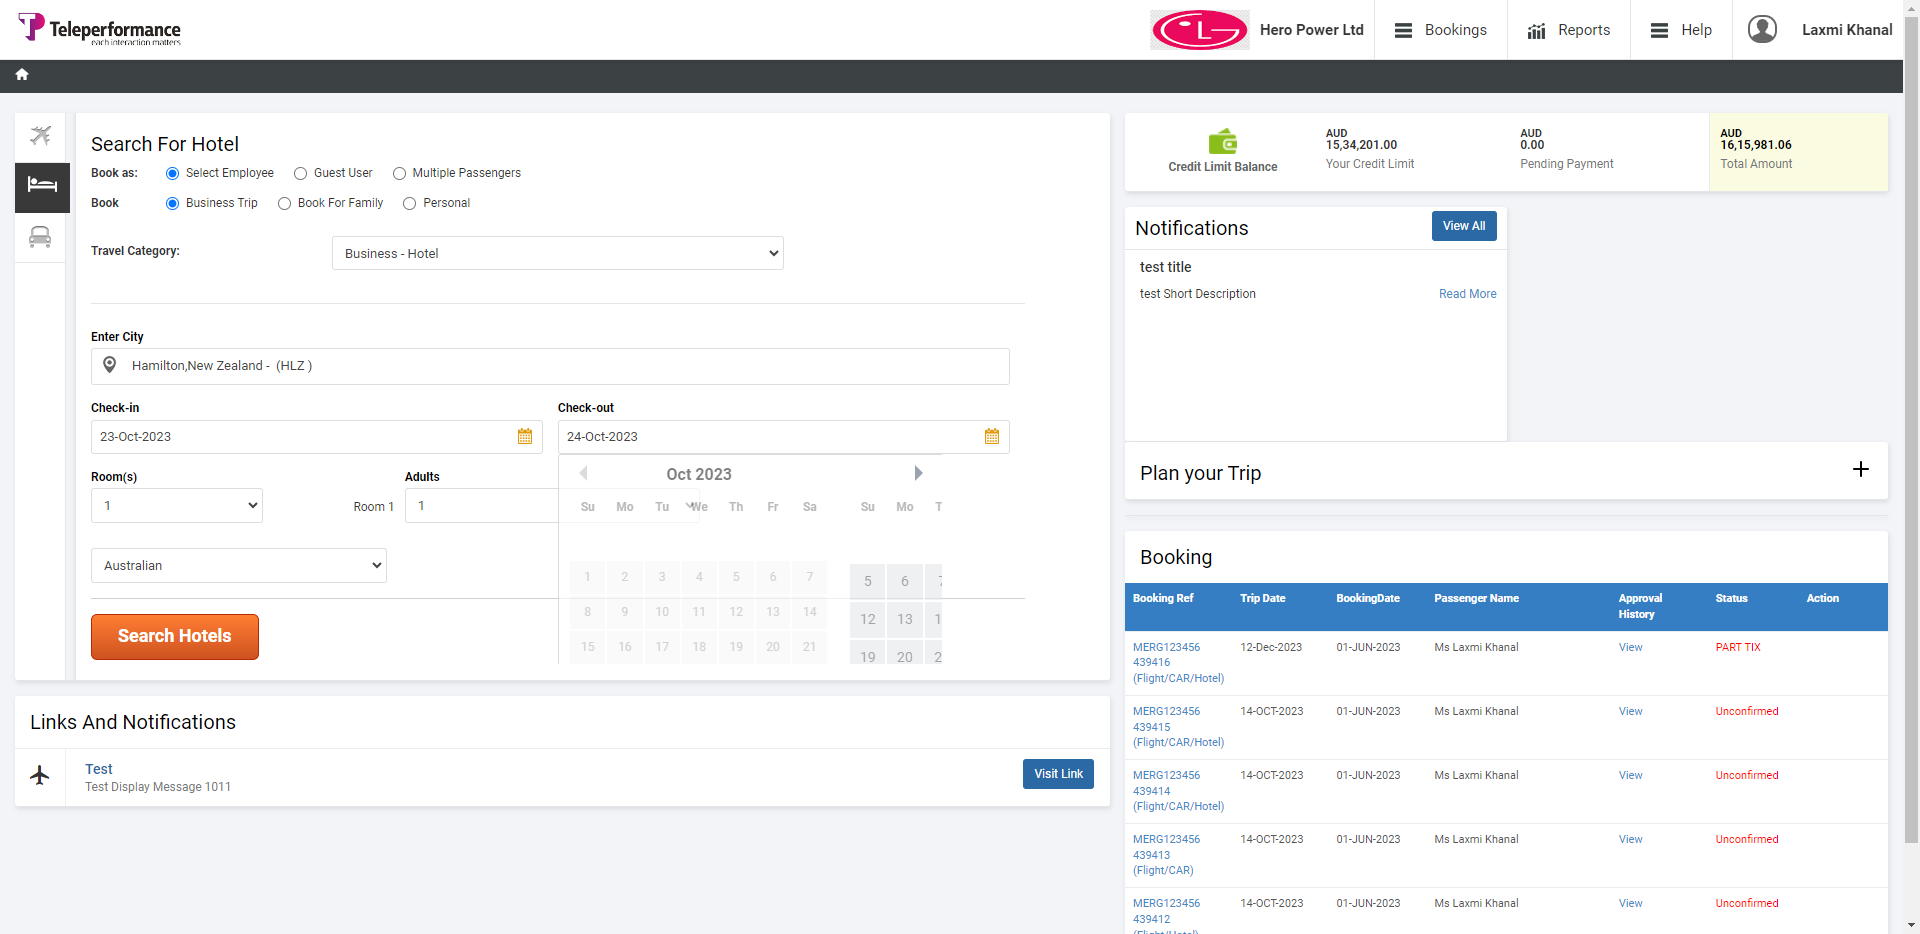 Teleperformance
each interaction matters
LG
Hero Power Ltd
Bookings
Reports
Help
Laxmi Khanal
Search For Hotel
Book as:
Select Employee
Guest User
Multiple Passengers
Book
Business Trip
Book For Family
Personal
Travel Category:
Business - Hotel
Enter City
Hamilton,New Zealand - (HLZ )
Check-in
Check-out
23-Oct-2023
24-Oct-2023
Room(s)
Adults
1
Room 1
1
Oct 2023
Su Mo Tu We Th Fr Sa
1 2 3 4 5 6 7
8 9 10 11 12 13 14
15 16 17 18 19 20 21
Su Mo T
5 6 7
12 13 1
19 20 2
Australian
Search Hotels
Links And Notifications
Test
Test Display Message 1011
Visit Link
Credit Limit Balance
AUD
15,34,201.00
Your Credit Limit
AUD
0.00
Pending Payment
AUD
16,15,981.06
Total Amount
Notifications
View All
test title
test Short Description
Read More
Plan your Trip
Booking
Booking Ref
Trip Date
BookingDate
Passenger Name
Approval
History
Status
Action
MERG123456
439416
(Flight/CAR/Hotel)
12-Dec-2023
01-JUN-2023
Ms Laxmi Khanal
View
PART TIX
MERG123456
439415
(Flight/CAR/Hotel)
14-OCT-2023
01-JUN-2023
Ms Laxmi Khanal
View
Unconfirmed
MERG123456
439414
(Flight/CAR/Hotel)
14-OCT-2023
01-JUN-2023
Ms Laxmi Khanal
View
Unconfirmed
MERG123456
439413
(Flight/CAR)
14-OCT-2023
01-JUN-2023
Ms Laxmi Khanal
View
Unconfirmed
MERG123456
439412
(Flight/Hotel)
14-OCT-2023
01-JUN-2023
Ms Laxmi Khanal
View
Unconfirmed